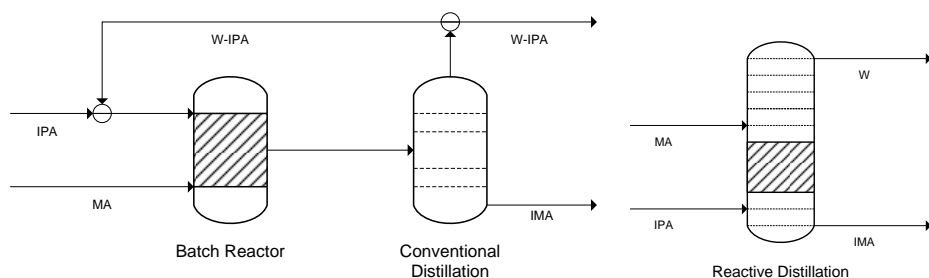 W-IPA
W-IPA
IPA
MA
IMA
Batch Reactor
Conventional
Distillation
W
MA
IPA
IMA
Reactive Distillation